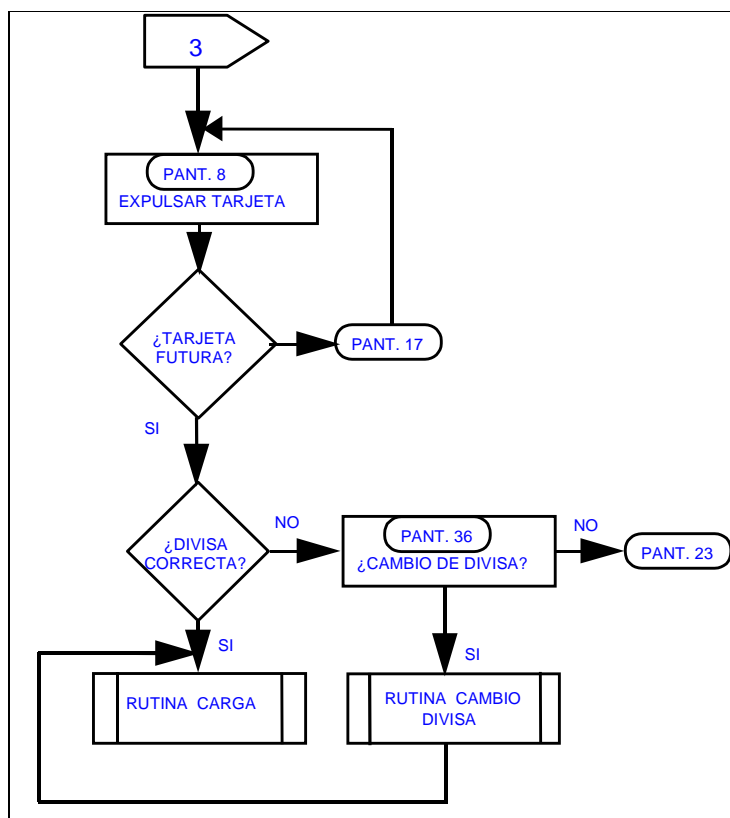 3
PANT. 8
EXPULSAR TARJETA
¿TARJETA
FUTURA?
PANT. 17
SI
¿DIVISA
CORRECTA?
NO
PANT. 36
¿CAMBIO DE DIVISA?
NO
PANT. 23
SI
SI
RUTINA CARGA
RUTINA CAMBIO
DIVISA